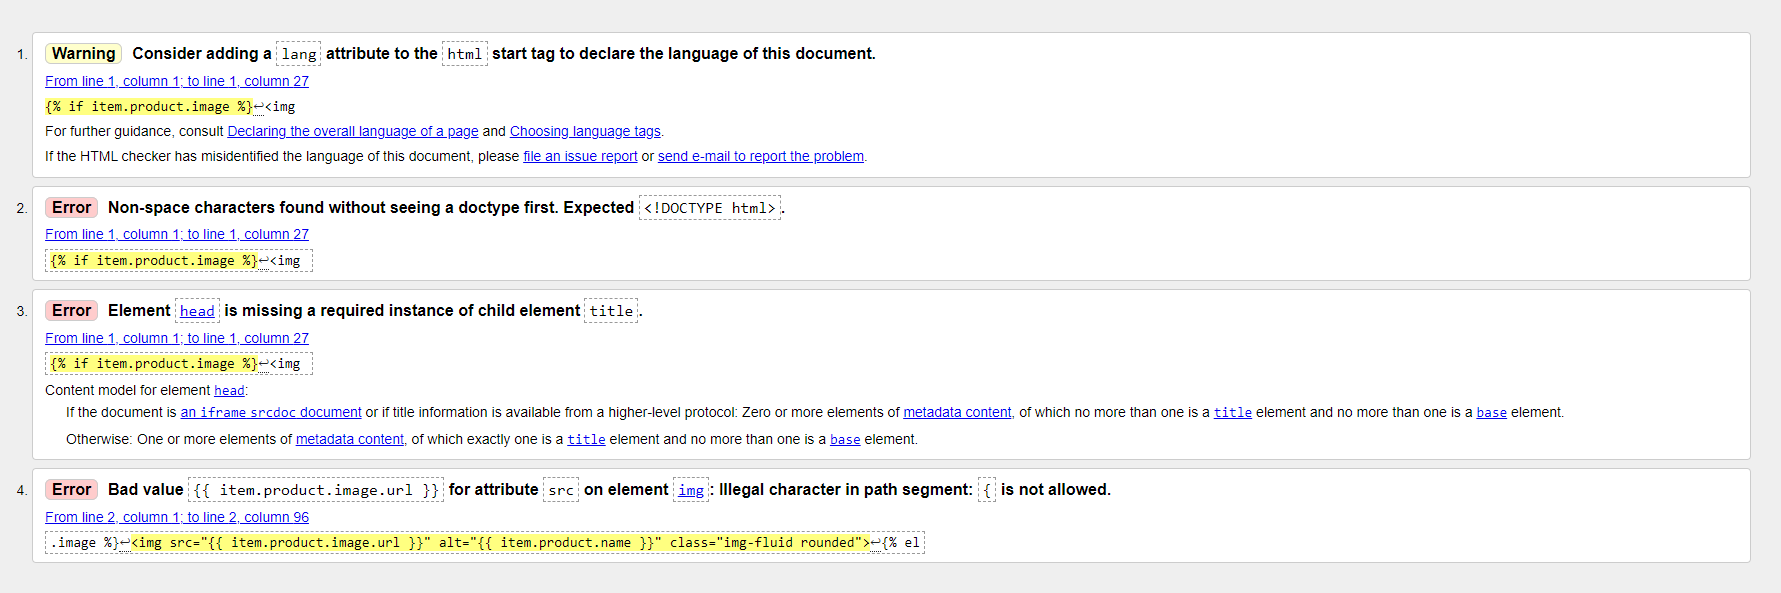 1. Warning Consider adding a lang attribute to the html start tag to declare the language of this document.
From line 1, column 1; to line 1, column 27
{% if item.product.image %}↩<img
For further guidance, consult Declaring the overall language of a page and Choosing language tags.
If the HTML checker has misidentified the language of this document, please file an issue report or send e-mail to report the problem.
2. Error Non-space characters found without seeing a doctype first. Expected <!DOCTYPE html>.
From line 1, column 1; to line 1, column 27
{% if item.product.image %}↩<img
3. Error Element head is missing a required instance of child element title.
From line 1, column 1; to line 1, column 27
{% if item.product.image %}↩<img
Content model for element head:
If the document is an iframe srcdoc document or if title information is available from a higher-level protocol: Zero or more elements of metadata content, of which no more than one is a title element and no more than one is a base element.
Otherwise: One or more elements of metadata content, of which exactly one is a title element and no more than one is a base element.
4. Error Bad value {{ item.product.image.url }} for attribute src on element img: Illegal character in path segment: { is not allowed.
From line 2, column 1; to line 2, column 96
.image %}↩<img src="{{ item.product.image.url }}" alt="{{ item.product.name }}" class="img-fluid rounded">↩{% el